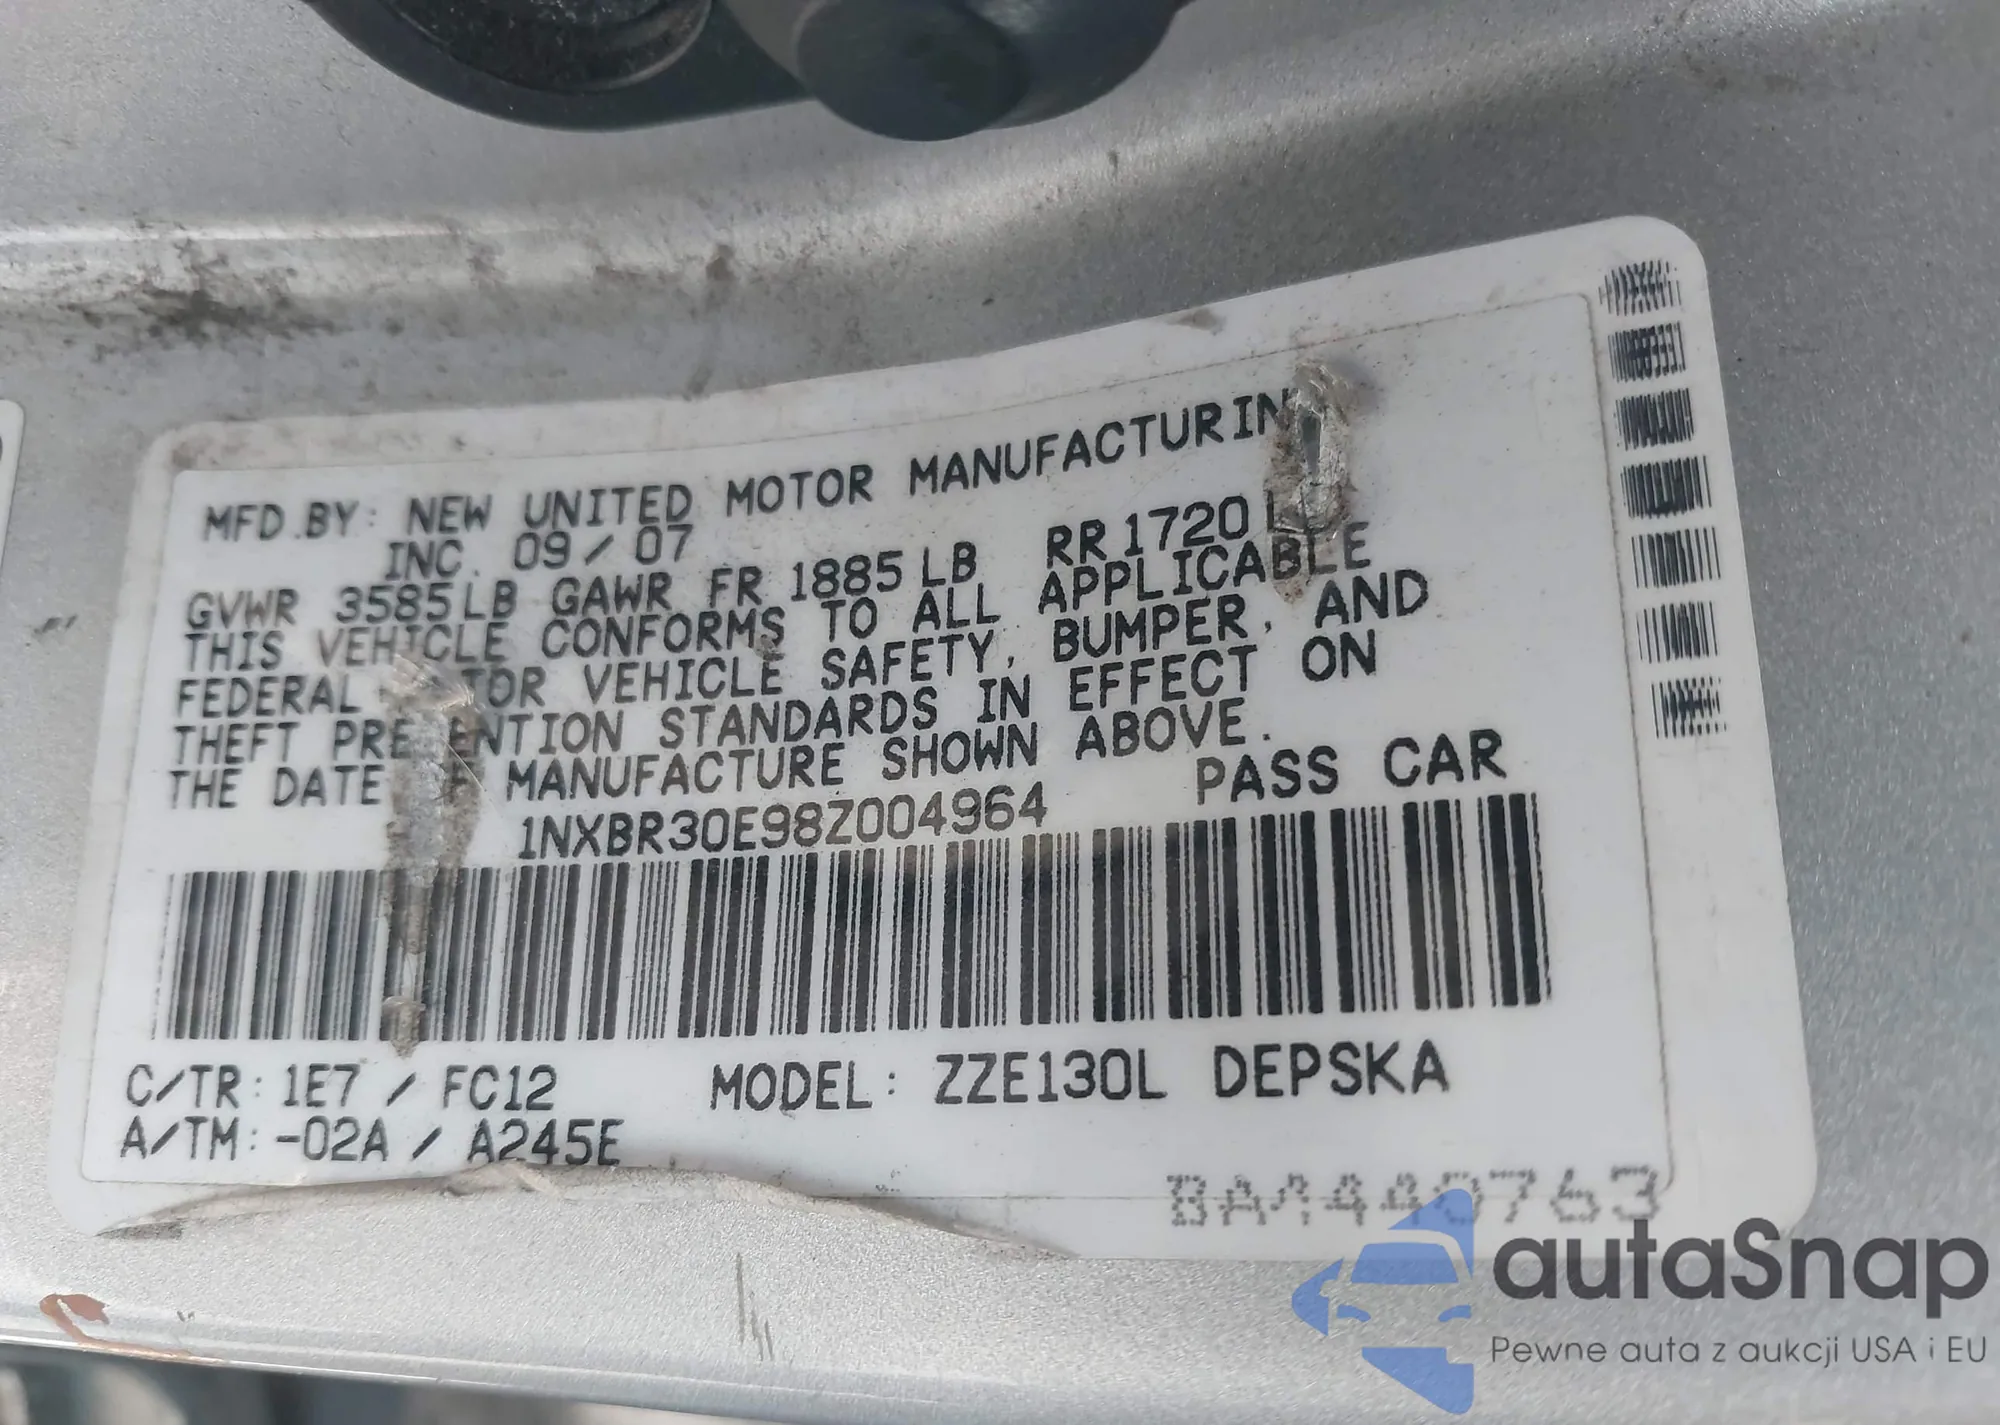 MFD.BY: NEW UNITED MOTOR MANUFACTURIN
INC. 09/07
GVWR 3585LB GAWR FR 1885LB RR1720
THIS VEHICLE CONFORMS TO ALL APPLICABLE
FEDERAL VEHICLE SAFETY, BUMPER, AND
THEFT STANDARDS IN EFFECT ON
THE DATE MANUFACTURE SHOWN ABOVE.
1NXBR30E98Z004964 PASS CAR
C/TR: 1E7 / FC12 MODEL: ZZE130L DEPSKA
A/TM: -02A / A245E
autaSnap
Pewne auta z aukcji USA i EU